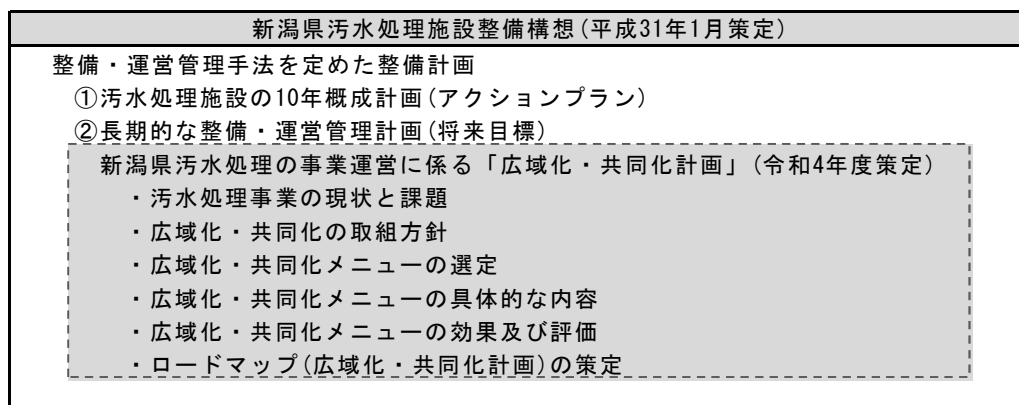 新潟県汚水処理施設整備構想(平成31年1月策定)
整備・運営管理手法を定めた整備計画
①汚水処理施設の10年概成計画(アクションプラン)
②長期的な整備・運営管理計画(将来目標)
新潟県汚水処理の事業運営に係る「広域化・共同化計画」(令和4年度策定)
・汚水処理事業の現状と課題
・広域化・共同化の取組方針
・広域化・共同化メニューの選定
・広域化・共同化メニューの具体的な内容
・広域化・共同化メニューの効果及び評価
・ロードマップ(広域化・共同化計画)の策定